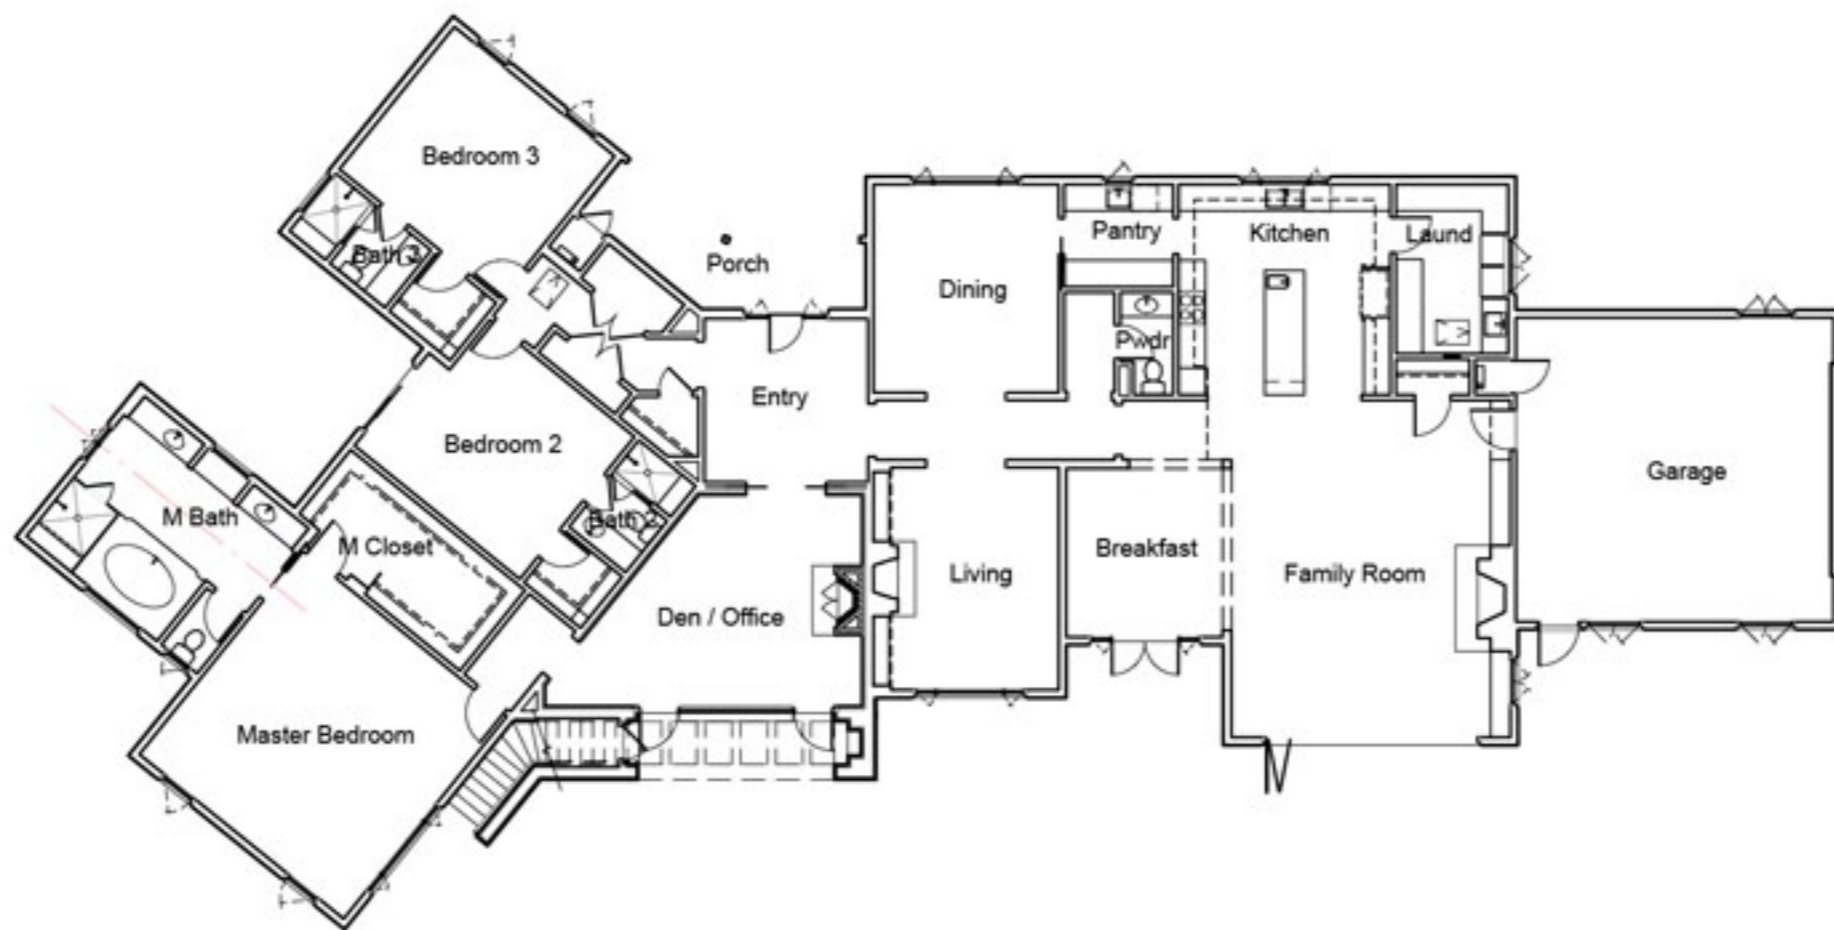 Bedroom 3
Bath 3
Porch
Pantry
Kitchen
Laund
Dining
Pwdr
Entry
Bedroom 2
Garage
M Bath
M Closet
Bath 2
Breakfast
Living
Family Room
Den / Office
Master Bedroom